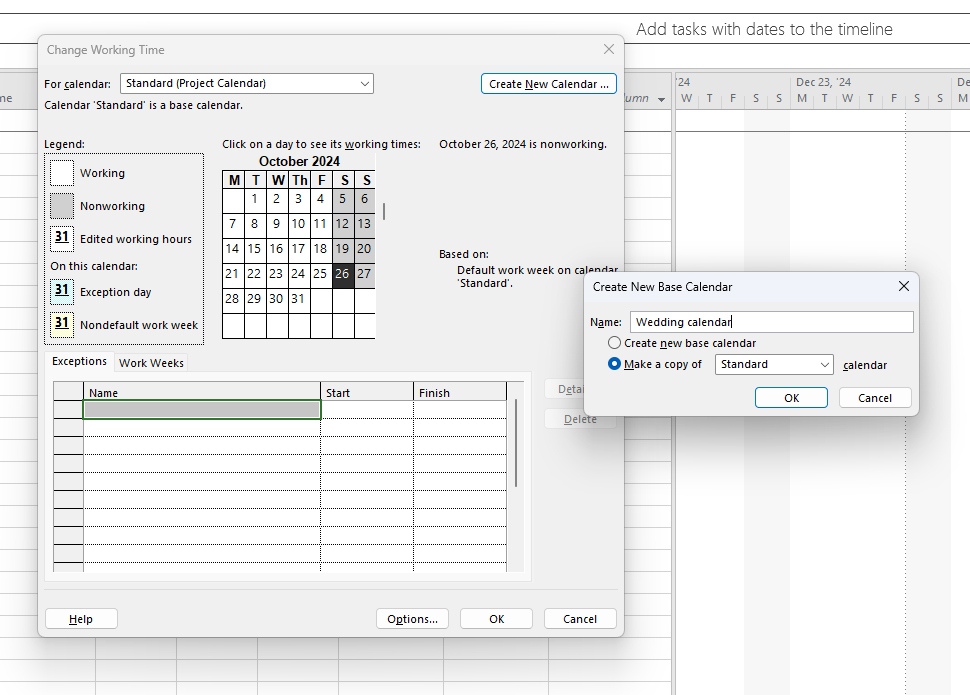 Add tasks with dates to the timeline
Change Working Time
For calendar: Standard (Project Calendar) Create New Calendar ...
Calendar 'Standard' is a base calendar.
Legend:
Working
Nonworking
31 Edited working hours
On this calendar:
31 Exception day
31 Nondefault work week
Click on a day to see its working times:
October 2024
M T W Th F S S
1 2 3 4 5 6
7 8 9 10 11 12 13
14 15 16 17 18 19 20
21 22 23 24 25 26 27
28 29 30 31
October 26, 2024 is nonworking.
Based on:
Default work week on calendar
'Standard'.
Exceptions Work Weeks
Name Start Finish
Delete
Help Options... OK Cancel
'24 Dec 23, '24
W T F S S M T W T F S S M
Create New Base Calendar
Name: Wedding calendar
Create new base calendar
Make a copy of Standard calendar
OK Cancel